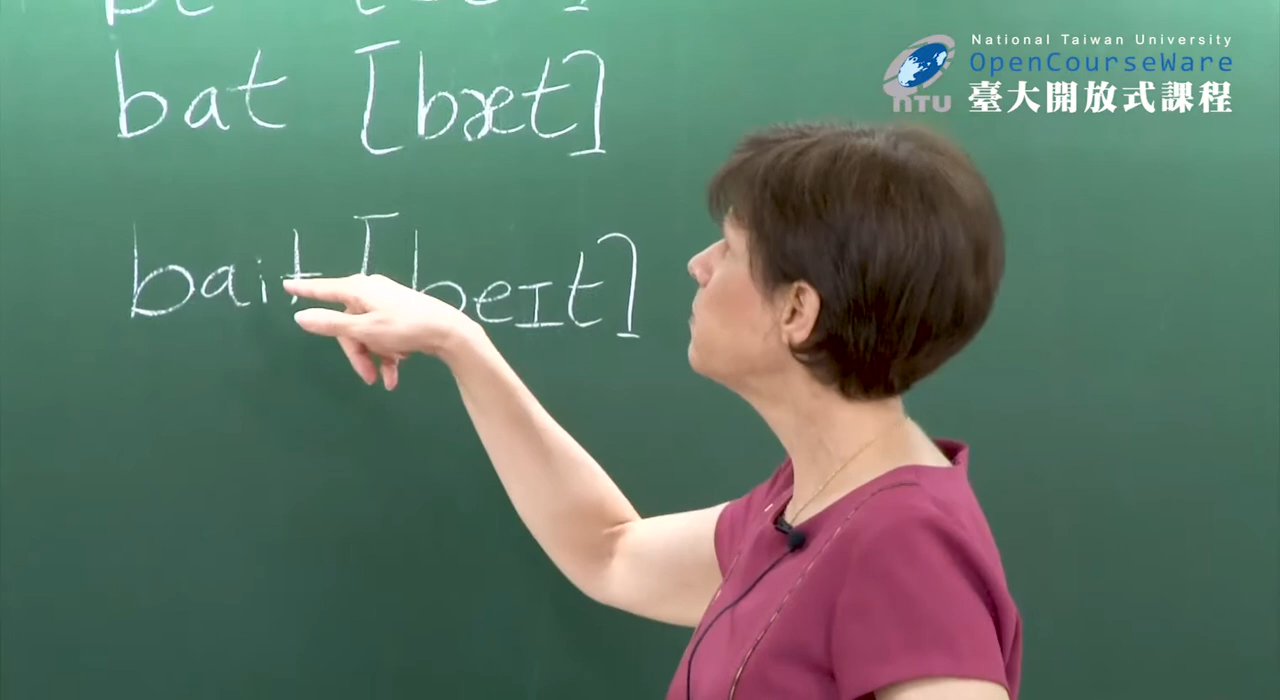 National Taiwan University
OpenCourseWare
NTU 臺大開放式課程
bat [bæt]
bait [beɪt]